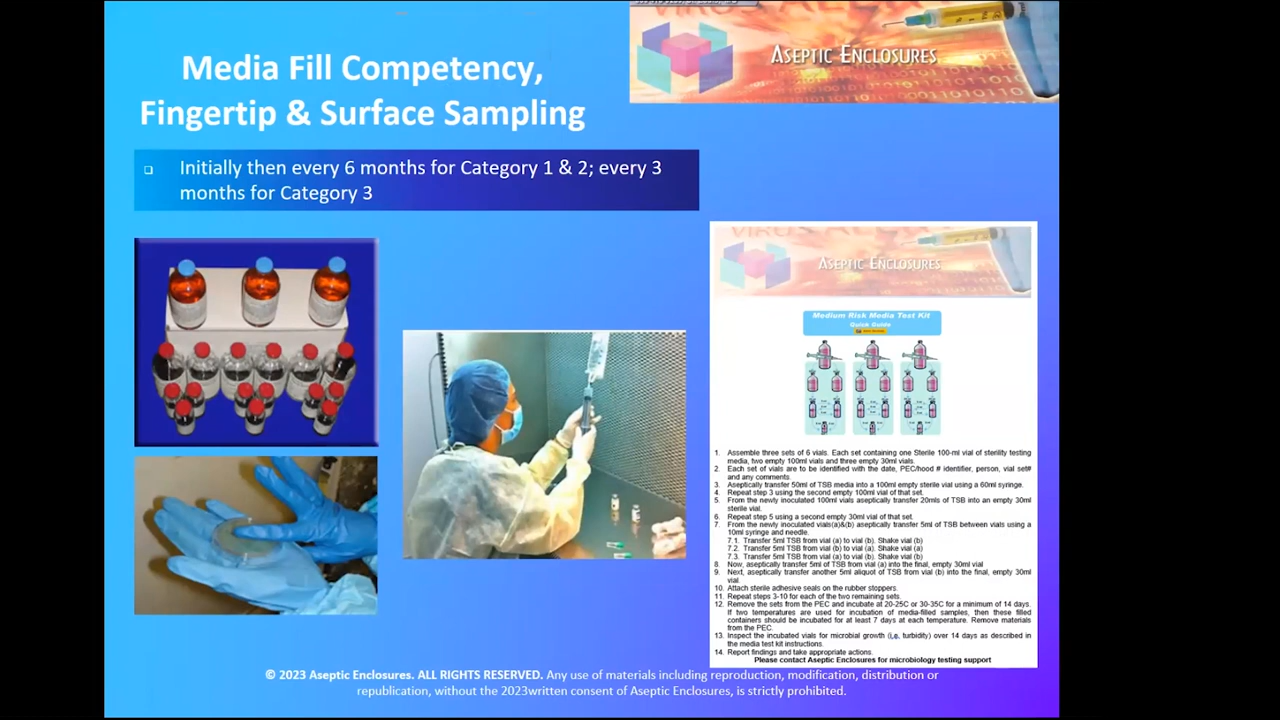 ASEPTIC ENCLOSURES
Media Fill Competency,
Fingertip & Surface Sampling
Initially then every 6 months for Category 1 & 2; every 3
months for Category 3
ASEPTIC ENCLOSURES
Medium Risk Media Test Kit
Quick Guide
1. Assemble three sets of 6 vials. Each set containing one Sterile 100-ml vial of sterility testing
media, two empty 100ml vials and three empty 30ml vials.
2. Each set of vials are to be identified with the date, PEC/hood # identifier, person, vial set#
and any comments.
3. Aseptically transfer 50ml of TSB media into a 100ml empty sterile vial using a 60ml syringe.
4. Repeat step 3 using the second empty 100ml vial of that set.
5. From the newly inoculated 100ml vials aseptically transfer 20mls of TSB into an empty 30ml
sterile vial.
6. Repeat step 5 using a second empty 30ml vial of that set.
7. From the newly inoculated vials(a)&(b) aseptically transfer 5ml of TSB between vials using a
10ml syringe and needle.
7.1. Transfer 5ml TSB from vial (a) to vial (b). Shake vial (b)
7.2. Transfer 5ml TSB from vial (b) to vial (a). Shake vial (a)
7.3. Transfer 5ml TSB from vial (a) to vial (b). Shake vial (b)
8. Now, aseptically transfer 5ml of TSB from vial (a) into the final, empty 30ml vial
9. Next, aseptically transfer another 5ml aliquot of TSB from vial (b) into the final, empty 30ml
vial.
10. Attach sterile adhesive seals on the rubber stoppers.
11. Repeat steps 3-10 for each of the two remaining sets.
12. Remove the sets from the PEC and incubate at 20-25C or 30-35C for a minimum of 14 days.
If two temperatures are used for incubation of media-filled samples, then these filled
containers should be incubated for at least 7 days at each temperature. Remove materials
from the PEC.
13. Inspect the incubated vials for microbial growth (i.e. turbidity) over 14 days as described in
the media test kit instructions.
14. Report findings and take appropriate actions.
Please contact Aseptic Enclosures for microbiology testing support
© 2023 Aseptic Enclosures. ALL RIGHTS RESERVED. Any use of materials including reproduction, modification, distribution or
republication, without the 2023written consent of Aseptic Enclosures, is strictly prohibited.